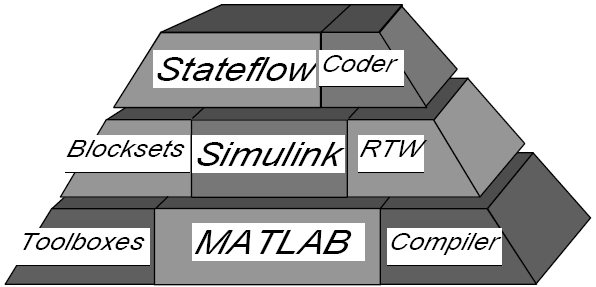 Stateflow Coder
Blocksets Simulink RTW
Toolboxes MATLAB Compiler